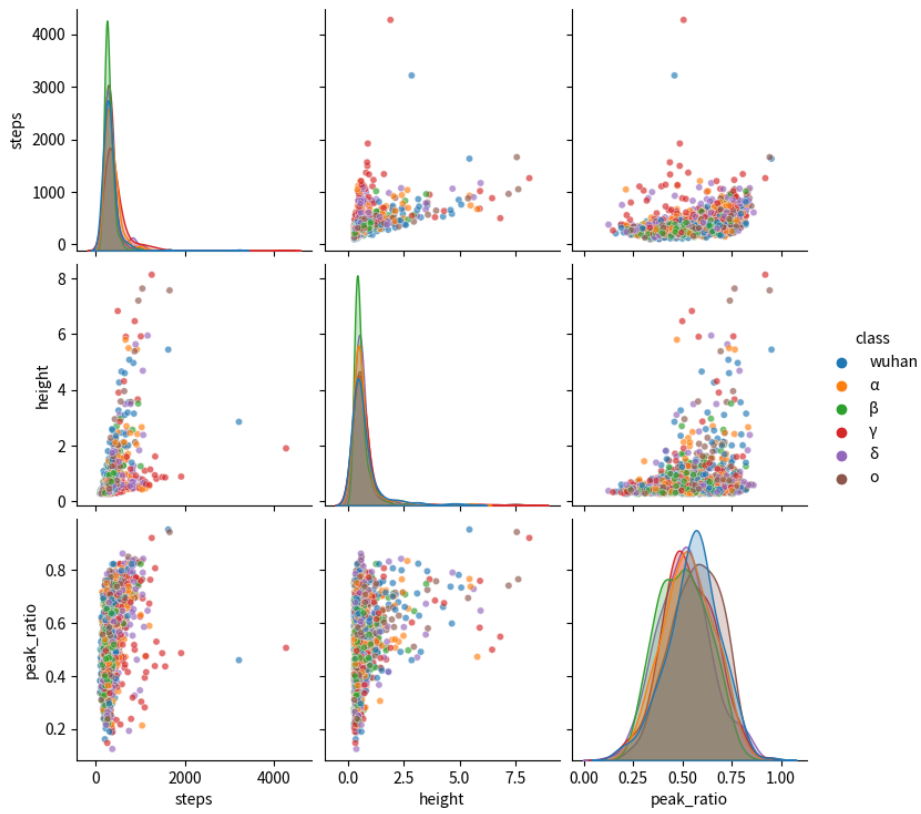 steps
4000
3000
2000
1000
0
height
8
6
4
2
0
peak_ratio
0.8
0.6
0.4
0.2
0 2000 4000
steps
0.0 2.5 5.0 7.5
height
0.00 0.25 0.50 0.75 1.00
peak_ratio
class
wuhan
α
β
γ
δ
ο